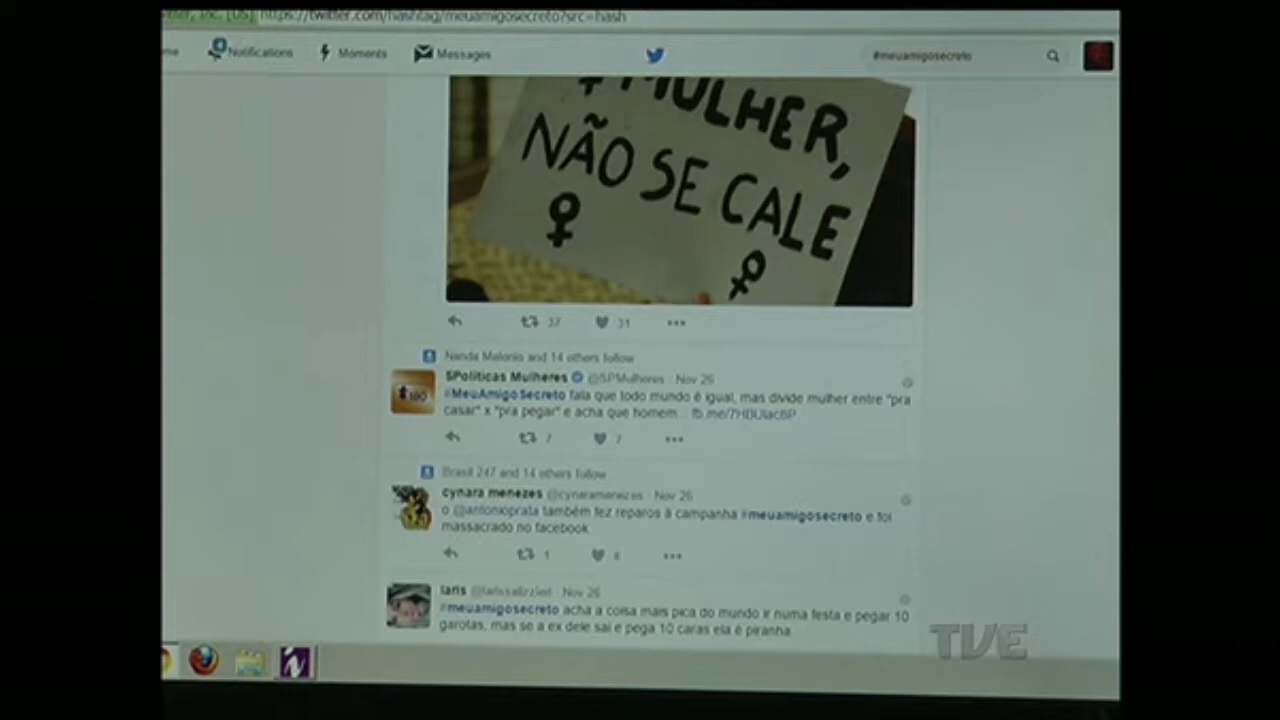 https://twitter.com/hashtag/meuamigosecreto?src=hash
4
Notifications
Moments
Messages
#meuamigosecreto
MULHER,
NÃO SE CALE
37 31
Nanda Melonio and 14 others follow
SPolíticas Mulheres @SPMulheres · Nov 26
#MeuAmigoSecreto fala que todo mundo é igual, mas divide mulher entre "pra
casar" x "pra pegar" e acha que homem...
7 7
Brasil 247 and 14 others follow
cynara menezes @cynaramenezes · Nov 26
o @antonioprata também fez reparos à campanha #meuamigosecreto e foi
massacrado no facebook
1 6
laris · Nov 26
#meuamigosecreto acha a coisa mais pica do mundo ir numa festa e pegar 10
garotas, mas se a ex dele sai e pega 10 caras ela é piranha
TVE